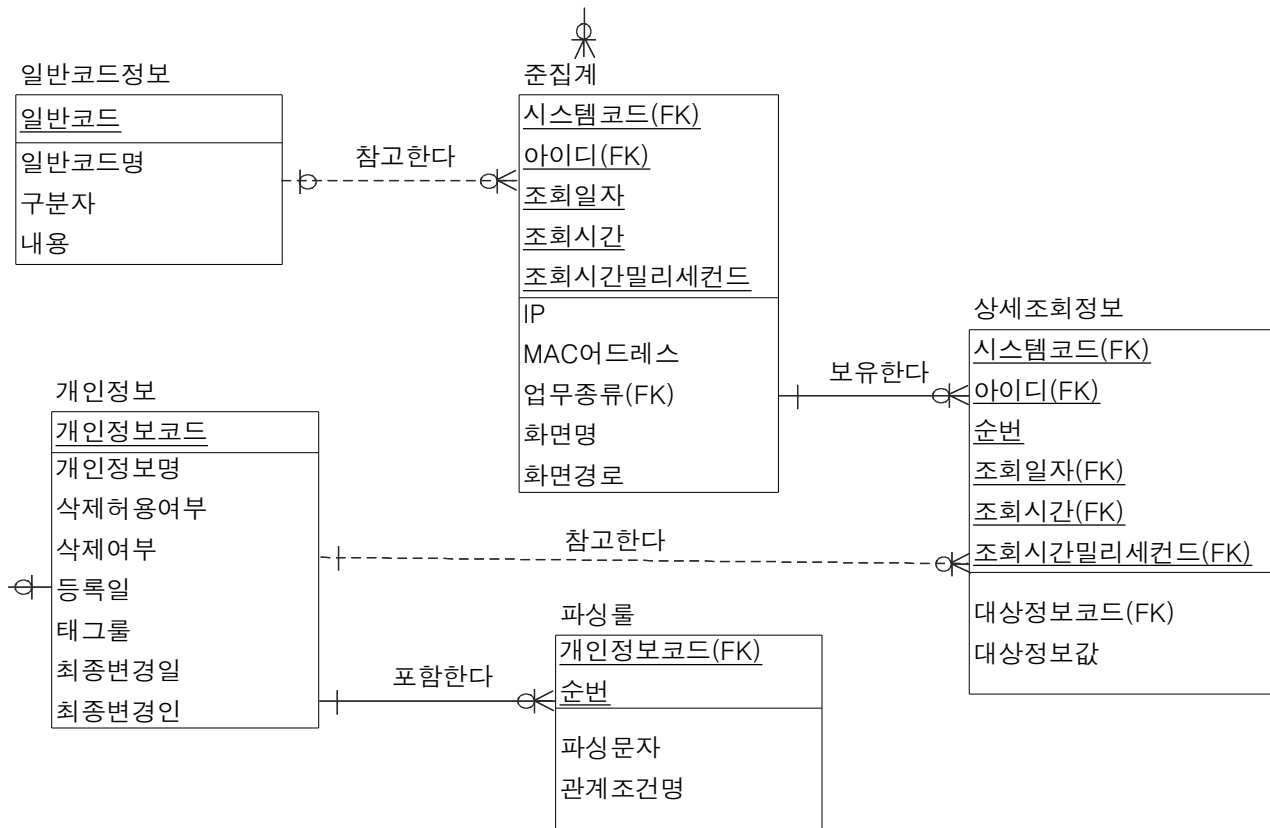 일반코드정보
일반코드
일반코드명
구분자
내용
참고한다
준집계
시스템코드(FK)
아이디(FK)
조회일자
조회시간
조회시간밀리세컨드
IP
MAC어드레스
업무종류(FK)
화면명
화면경로
보유한다
상세조회정보
시스템코드(FK)
아이디(FK)
순번
조회일자(FK)
조회시간(FK)
조회시간밀리세컨드(FK)
대상정보코드(FK)
대상정보값
개인정보
개인정보코드
개인정보명
삭제허용여부
삭제여부
등록일
태그룰
최종변경일
최종변경인
참고한다
포함한다
파싱룰
개인정보코드(FK)
순번
파싱문자
관계조건명